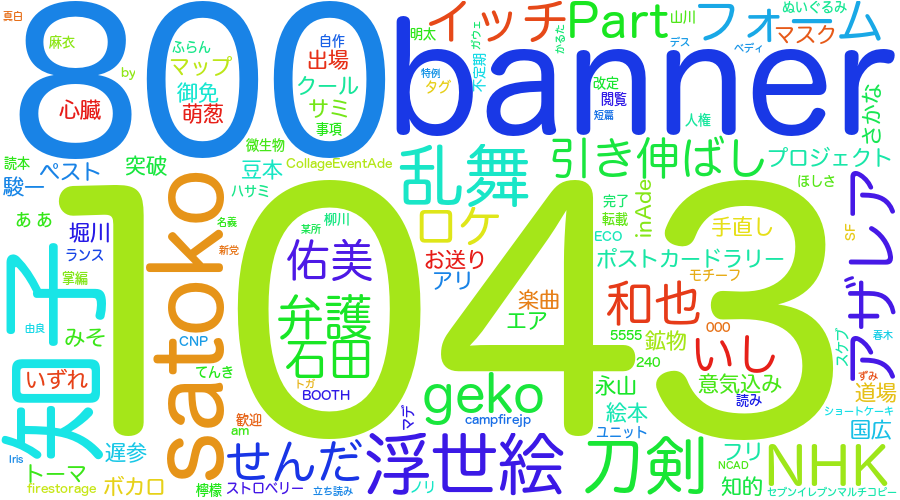 800
banner
1043
真白
麻衣
ふらん
マップ
御免
自作
出場
クール
サミ
萌葱
事項
心臓
by
イッチ
Part
フォーム
明太
ガウェ
不定期
特例
タグ
かるた
山川
デス
ベディ
ぬいぐるみ
マスク
改定
閲覧
短篇
人権
さかな
読本
ペスト
駿一
突破
微生物
豆本
ハサミ
CollageEventAde
乱舞
引き伸ばし
プロジェクト
ほしさ
ああ
堀川
ランス
掌編
知子
みそ
由良
satoko
名義
新党
某所
柳川
佑美
弁護
石田
ロケ
お送り
アリ
楽曲
エア
完了
転載
ECO
inAde
手直し
SF
ポストカードラリー
モチーフ
和也
000
5555
鉱物
240
いし
アザレア
スケブ
春木
CNP
てんき
トガ
BOOTH
いずれ
geko
campfirejp
マデ
永山
絵本
ユニット
意気込み
読み
ずみ
道場
ショートケーキ
国広
歓迎
am
遅参
Iris
トーマ
firestorage
ボカロ
檸檬
せんだ
ストロベリー
立ち読み
浮世絵
ノリ
刀剣
フリ
NCAD
知的
NHK
セブンイレブンマルチコピー